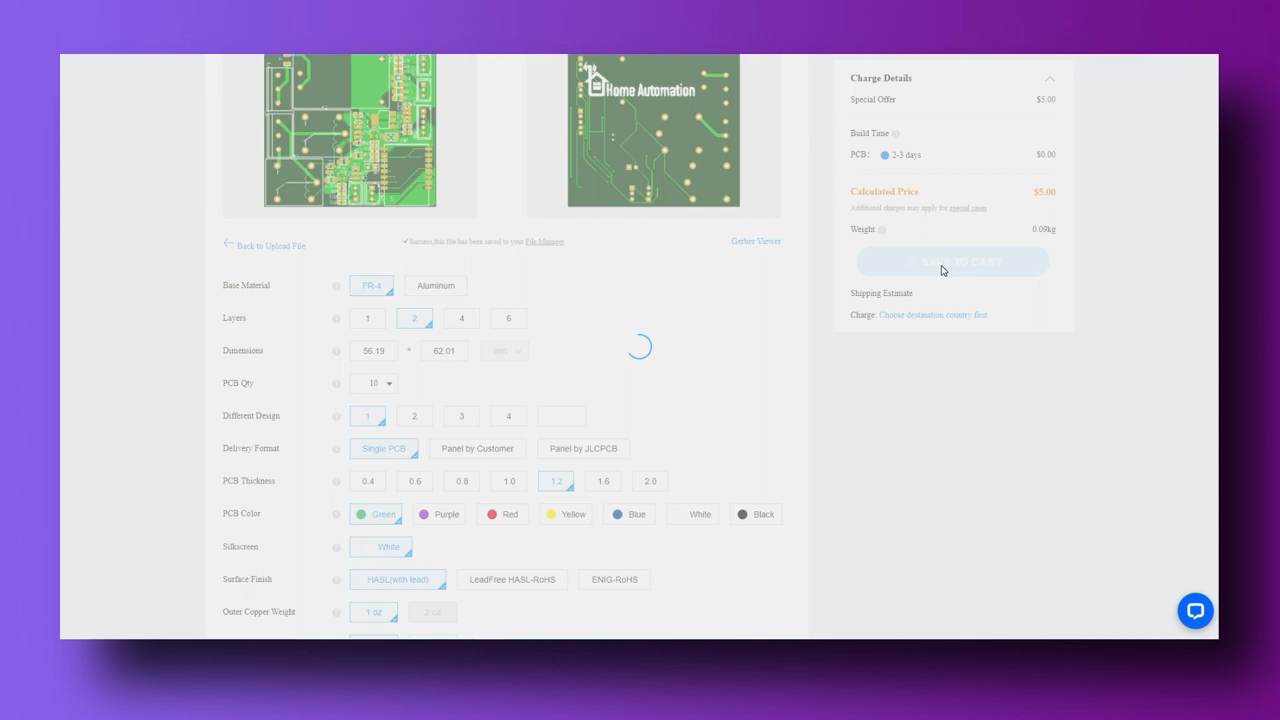 Home Automation
Back to Upload File
Success,this file has been saved to your File Manager
Gerber Viewer
Base Material FR-4 Aluminum
Layers 1 2 4 6
Dimensions 56.19 * 62.01 mm
PCB Qty 10
Different Design 1 2 3 4
Delivery Format Single PCB Panel by Customer Panel by JLCPCB
PCB Thickness 0.4 0.6 0.8 1.0 1.2 1.6 2.0
PCB Color Green Purple Red Yellow Blue White Black
Silkscreen White
Surface Finish HASL(with lead) LeadFree HASL-RoHS ENIG-RoHS
Outer Copper Weight 1 oz 2 oz
Charge Details
Special Offer $5.00
Build Time
PCB: 2-3 days $0.00
Calculated Price $5.00
Additional charges may apply for special cases
Weight 0.09kg
SAVE TO CART
Shipping Estimate
Charge: Choose destination country first